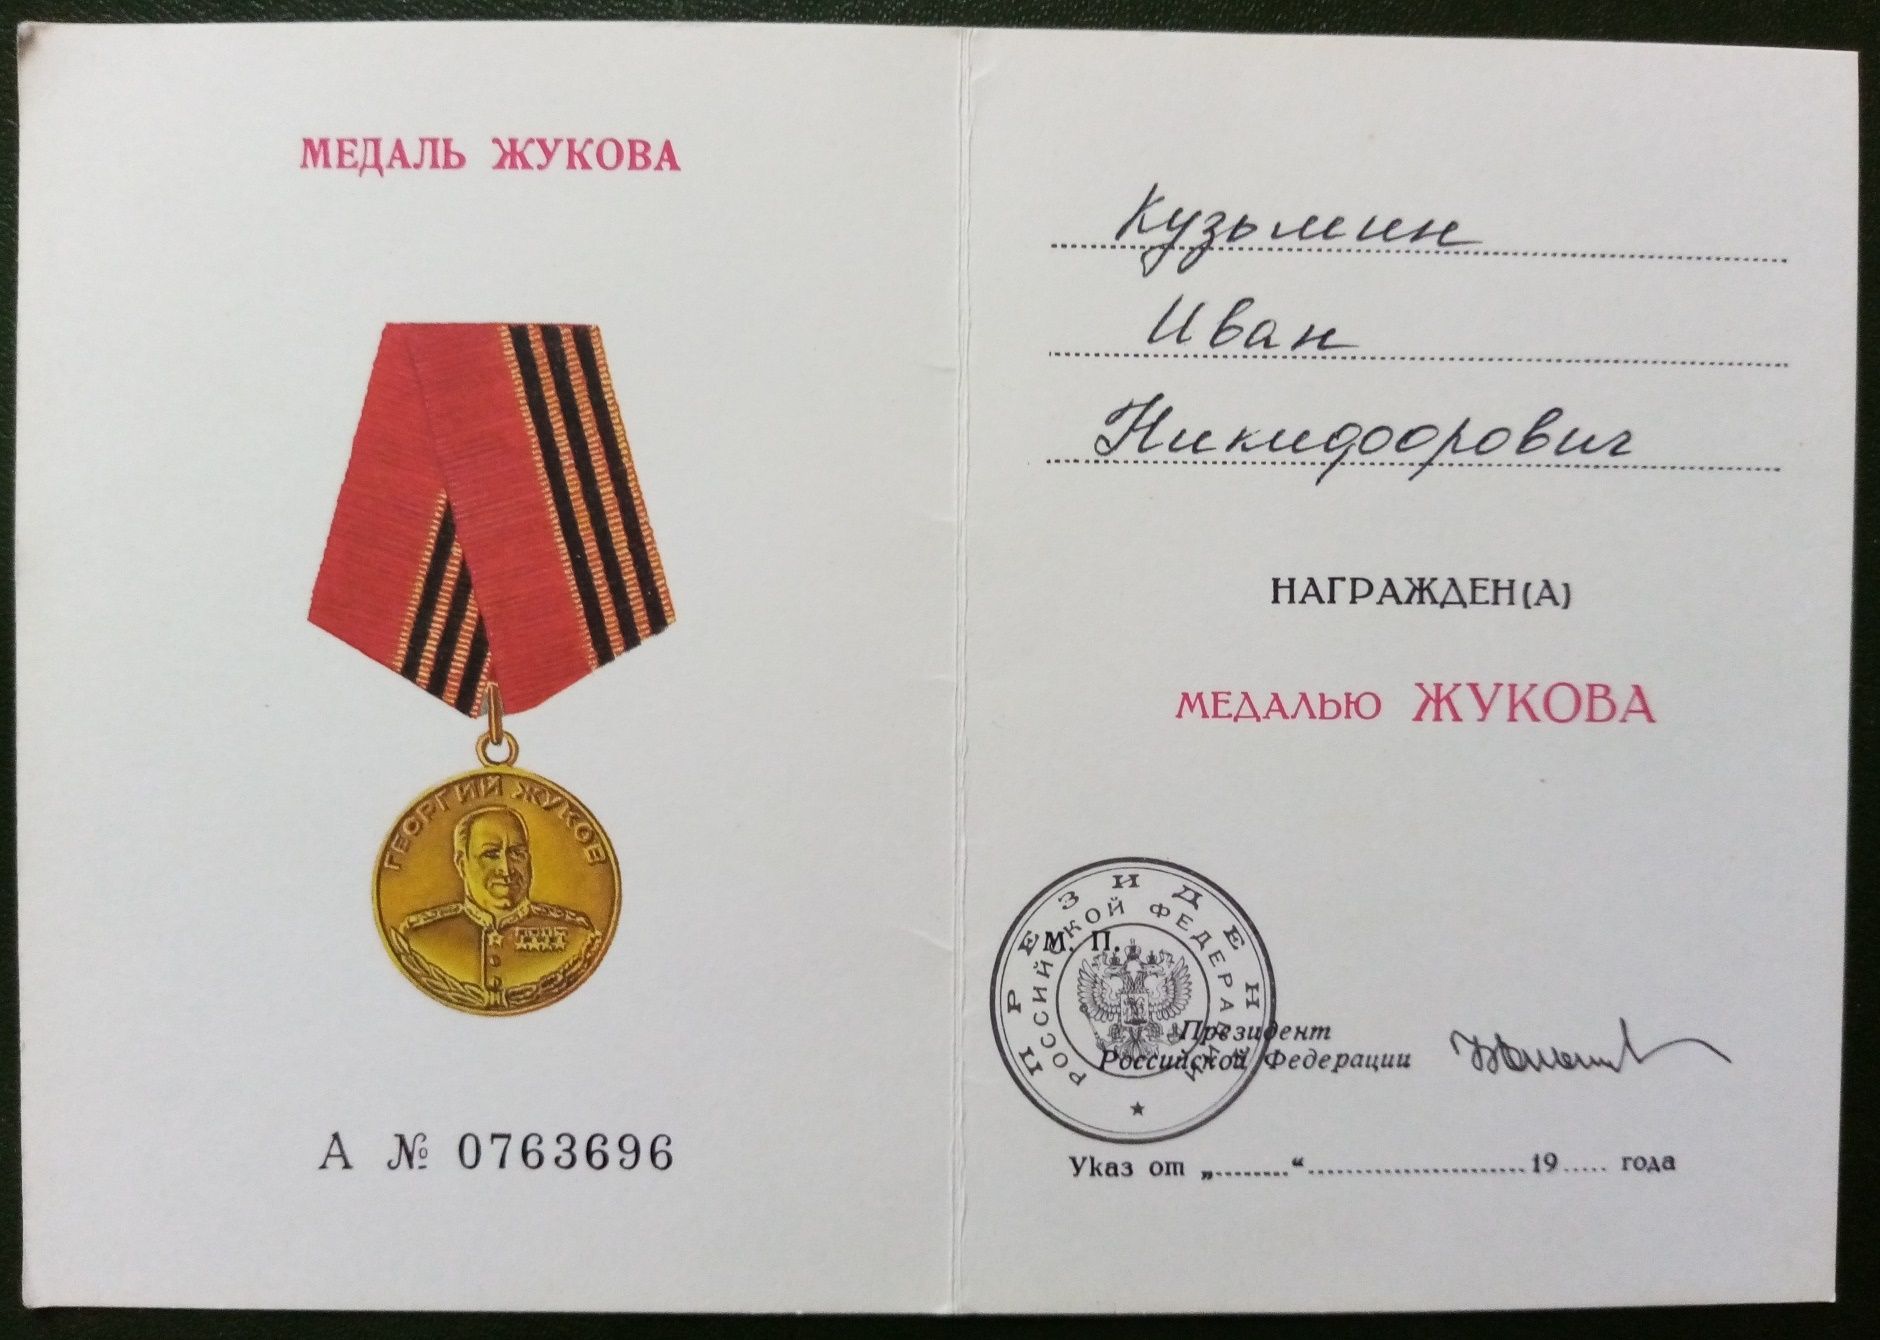 МЕДАЛЬ ЖУКОВА
ГЕОРГИЙ ЖУКОВ
А № 0763696
Кузьмин
Иван
Никифорович
НАГРАЖДЕН(А)
МЕДАЛЬЮ ЖУКОВА
ПРЕЗИДЕНТ
РОССИЙСКОЙ ФЕДЕРАЦИИ
М. П.
Президент
Российской Федерации
Указ от „........“........................19..... года